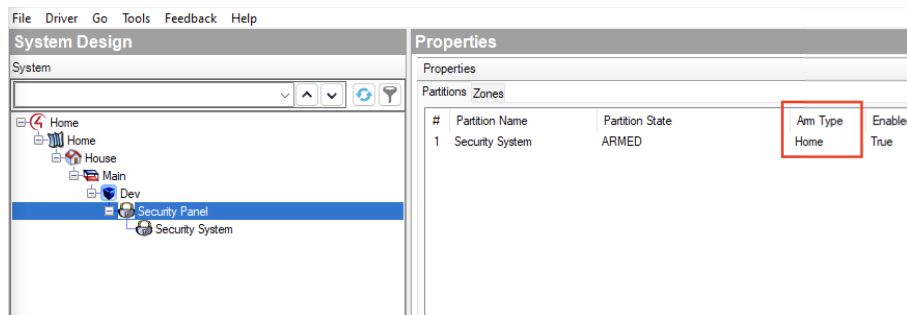 File Driver Go Tools Feedback Help
System Design
Properties
System
Properties
Partitions Zones
# Partition Name Partition State Arm Type Enabled
1 Security System ARMED Home True
Home
Home
House
Main
Dev
Security Panel
Security System